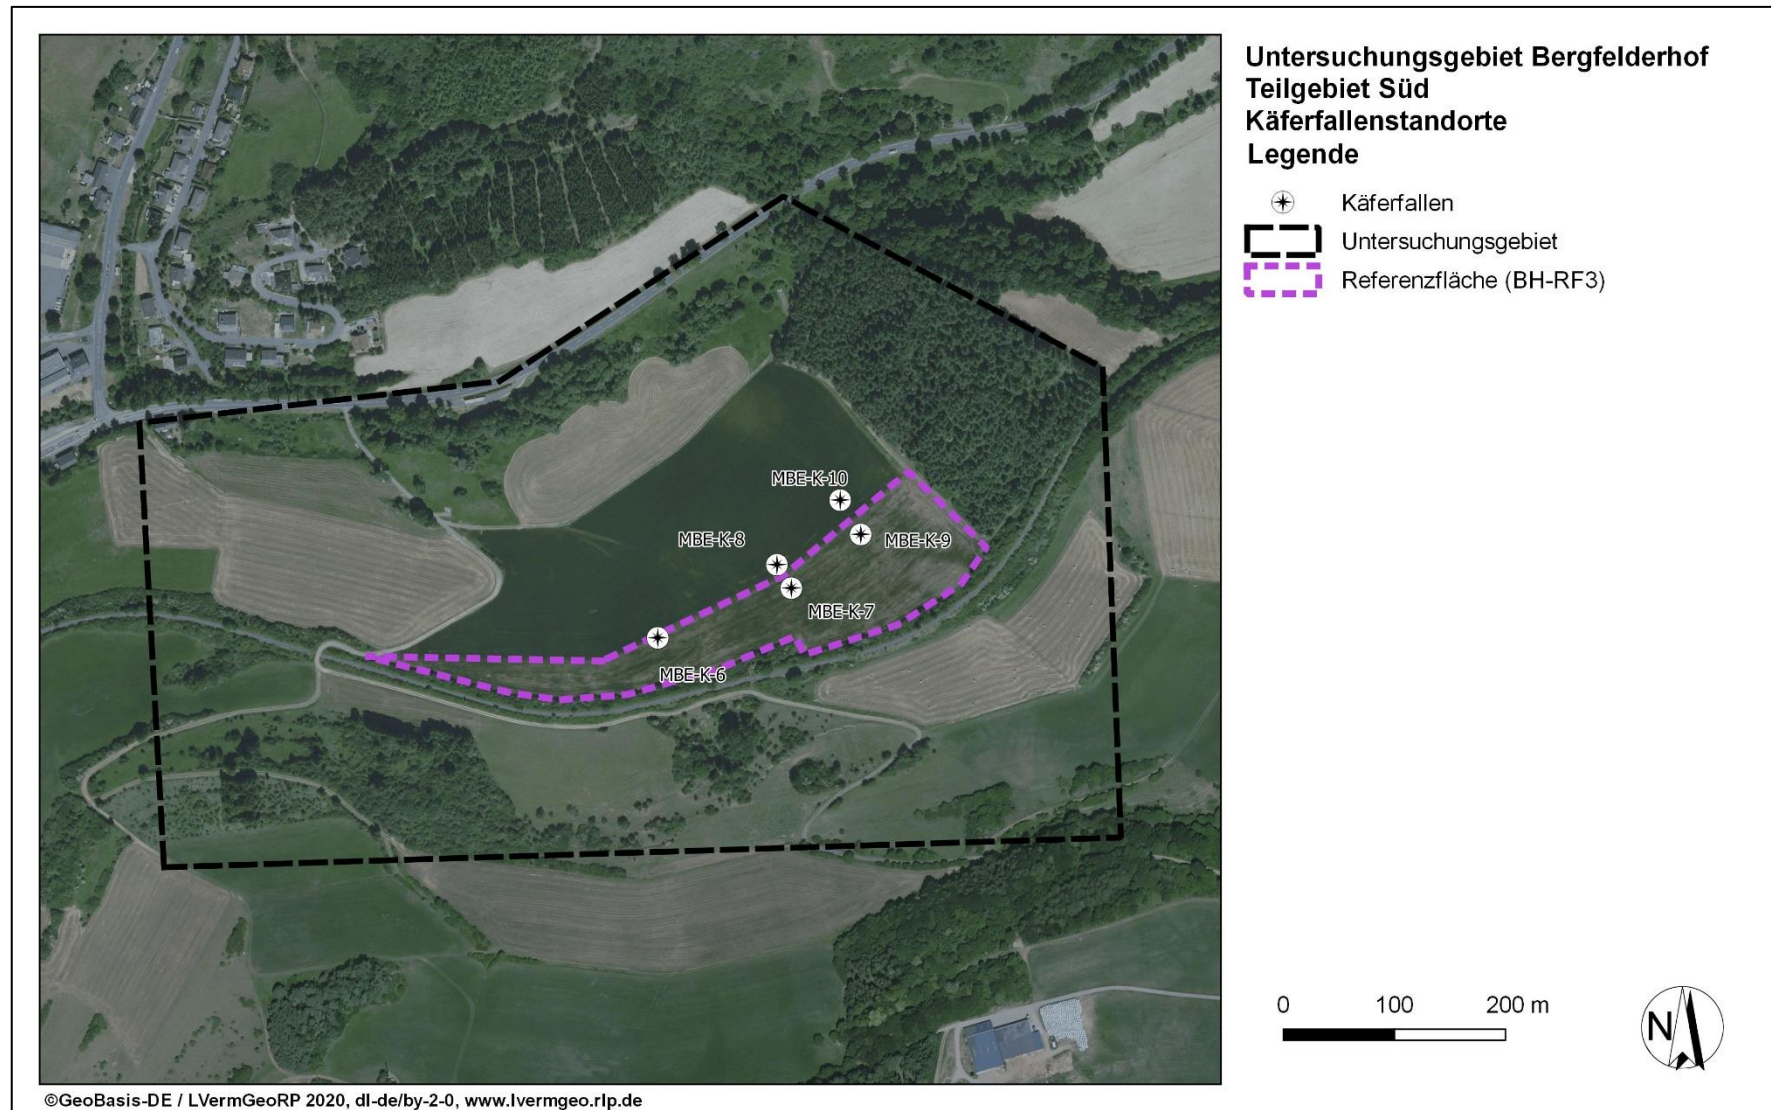 Untersuchungsgebiet Bergfelderhof
Teilgebiet Süd
Käferfallenstandorte
Legende
Käferfallen
Untersuchungsgebiet
Referenzfläche (BH-RF3)
MBE-K-10
MBE-K-8
MBE-K-9
MBE-K-7
MBE-K-6
0 100 200 m
N
©GeoBasis-DE / LVermGeoRP 2020, dl-de/by-2-0, www.lvermgeo.rlp.de